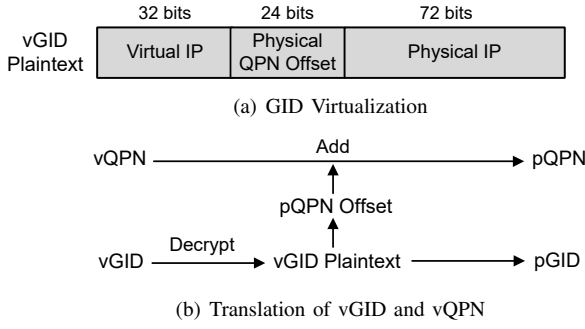 32 bits 24 bits 72 bits
vGID Plaintext
Virtual IP
Physical QPN Offset
Physical IP
(a) GID Virtualization
Add
vQPN pQPN
pQPN Offset
Decrypt
vGID vGID Plaintext pGID
(b) Translation of vGID and vQPN